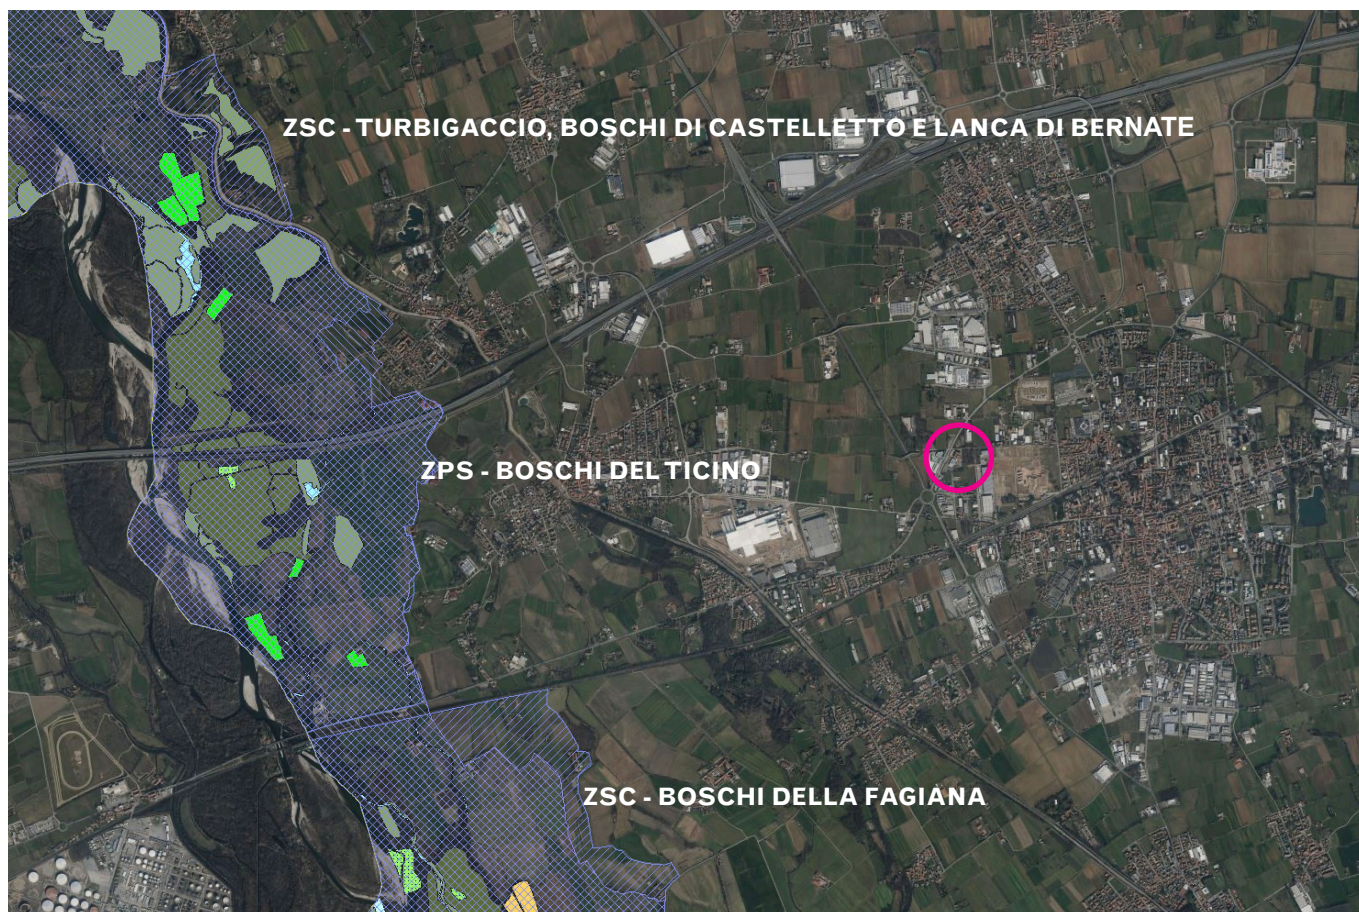 ZSC - TURBIGACCIO, BOSCHI DI CASTELLETTO E LANCA DI BERNATE
ZPS - BOSCHI DEL TICINO
ZSC - BOSCHI DELLA FAGIANA